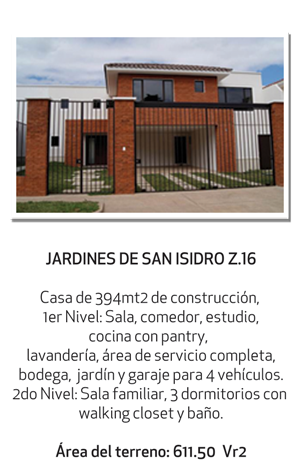 JARDINES DE SAN ISIDRO Z.16
Casa de 394mt2 de construcción,
1er Nivel: Sala, comedor, estudio,
cocina con pantry,
lavandería, área de servicio completa,
bodega, jardín y garaje para 4 vehículos.
2do Nivel: Sala familiar, 3 dormitorios con
walking closet y baño.
Área del terreno: 611.50 Vr2